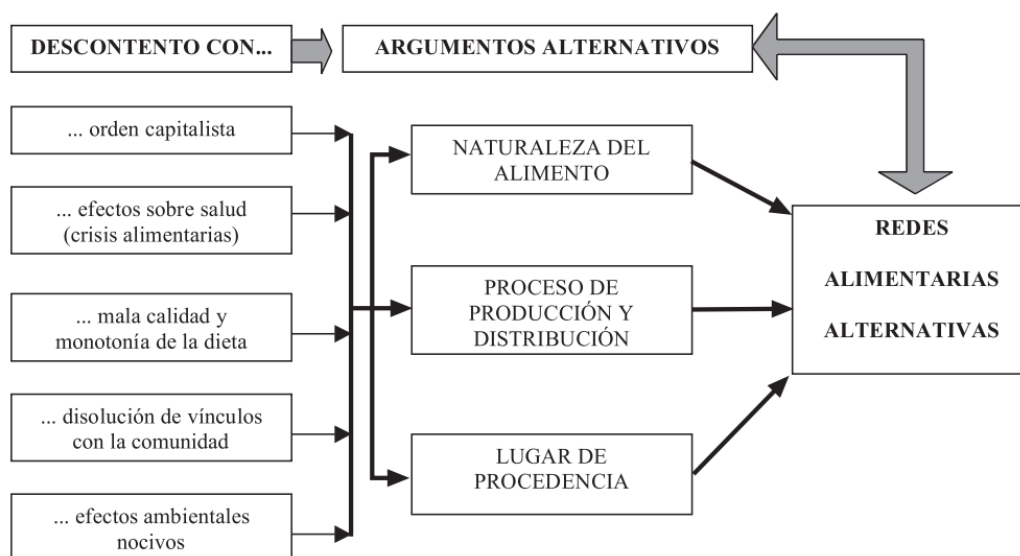 DESCONTENTO CON...
ARGUMENTOS ALTERNATIVOS
... orden capitalista
... efectos sobre salud
(crisis alimentarias)
... mala calidad y
monotonía de la dieta
... disolución de vínculos
con la comunidad
... efectos ambientales
nocivos
NATURALEZA DEL
ALIMENTO
PROCESO DE
PRODUCCIÓN Y
DISTRIBUCIÓN
LUGAR DE
PROCEDENCIA
REDES
ALIMENTARIAS
ALTERNATIVAS